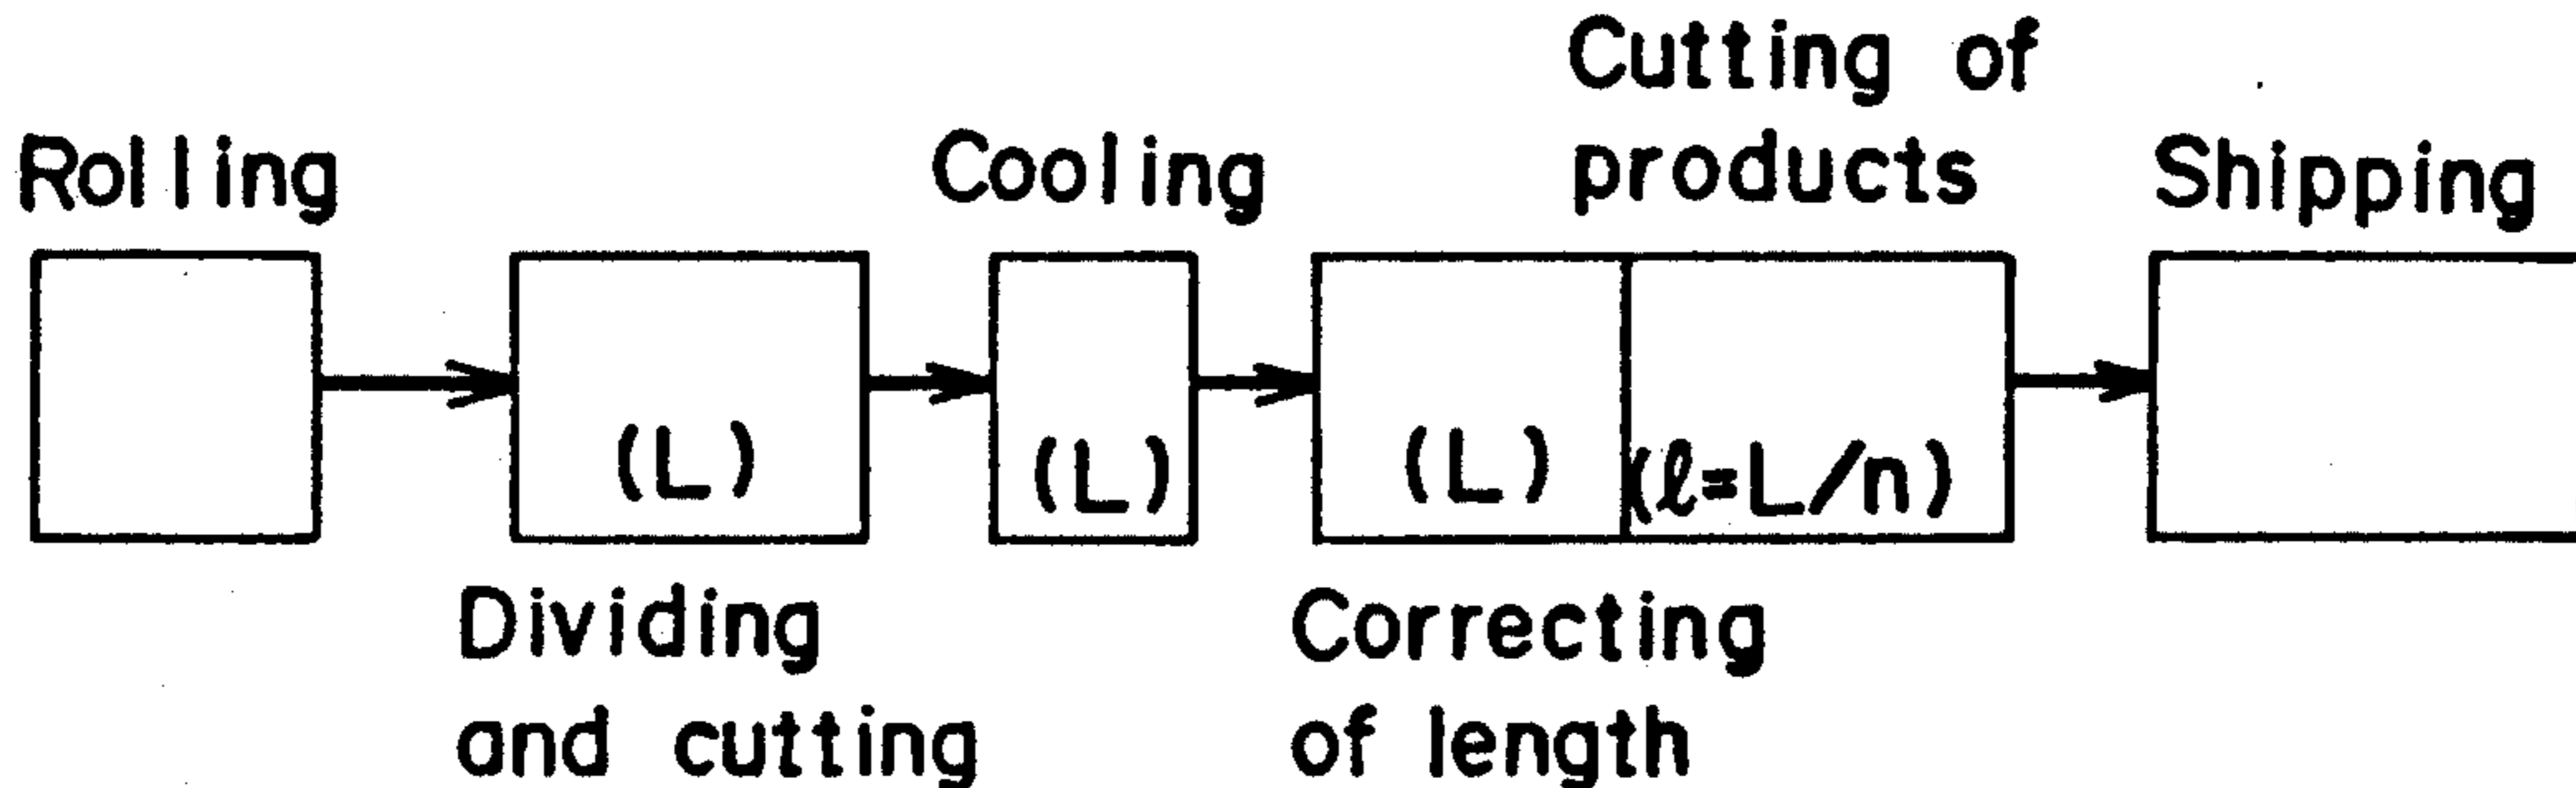 Rolling
Dividing
and cutting
(L)
Cooling
(L)
Correcting
of length
(L)
Cutting of
products
(ℓ=L/n)
Shipping